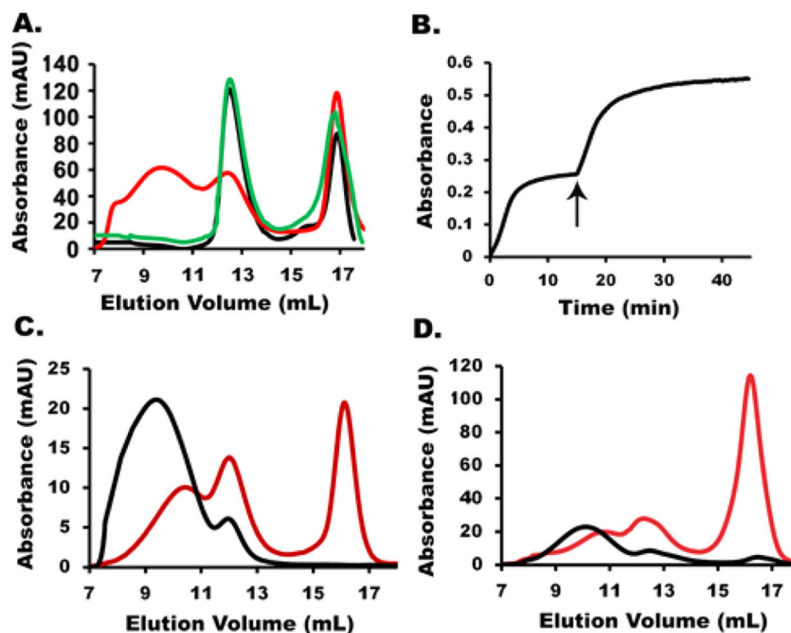 A.
Absorbance (mAU)
140
120
100
80
60
40
20
0
7 9 11 13 15 17
Elution Volume (mL)
B.
Absorbance
0.6
0.5
0.4
0.3
0.2
0.1
0
0 10 20 30 40
Time (min)
C.
Absorbance (mAU)
25
20
15
10
5
0
7 9 11 13 15 17
Elution Volume (mL)
D.
Absorbance (mAU)
120
100
80
60
40
20
0
7 9 11 13 15 17
Elution Volume (mL)